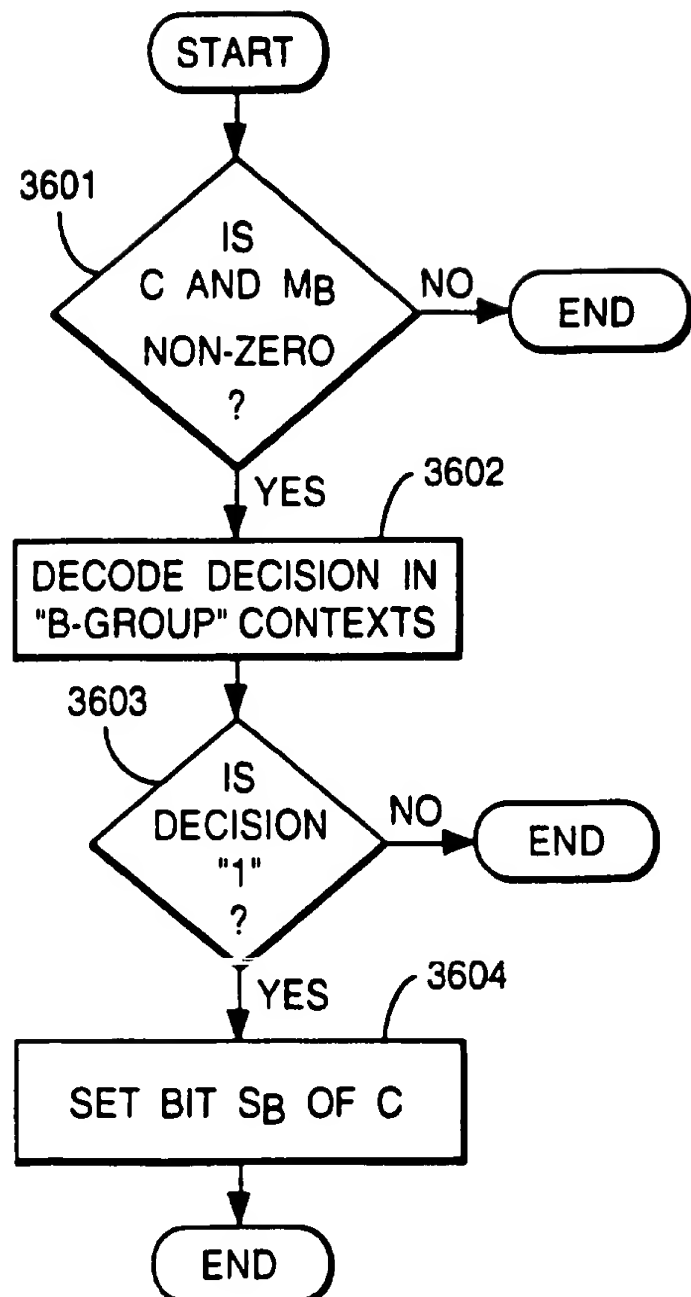 START
3601
IS
C AND MB
NON-ZERO
?
NO
END
YES
3602
DECODE DECISION IN
"B-GROUP" CONTEXTS
3603
IS
DECISION
"1"
?
NO
END
YES
3604
SET BIT SB OF C
END